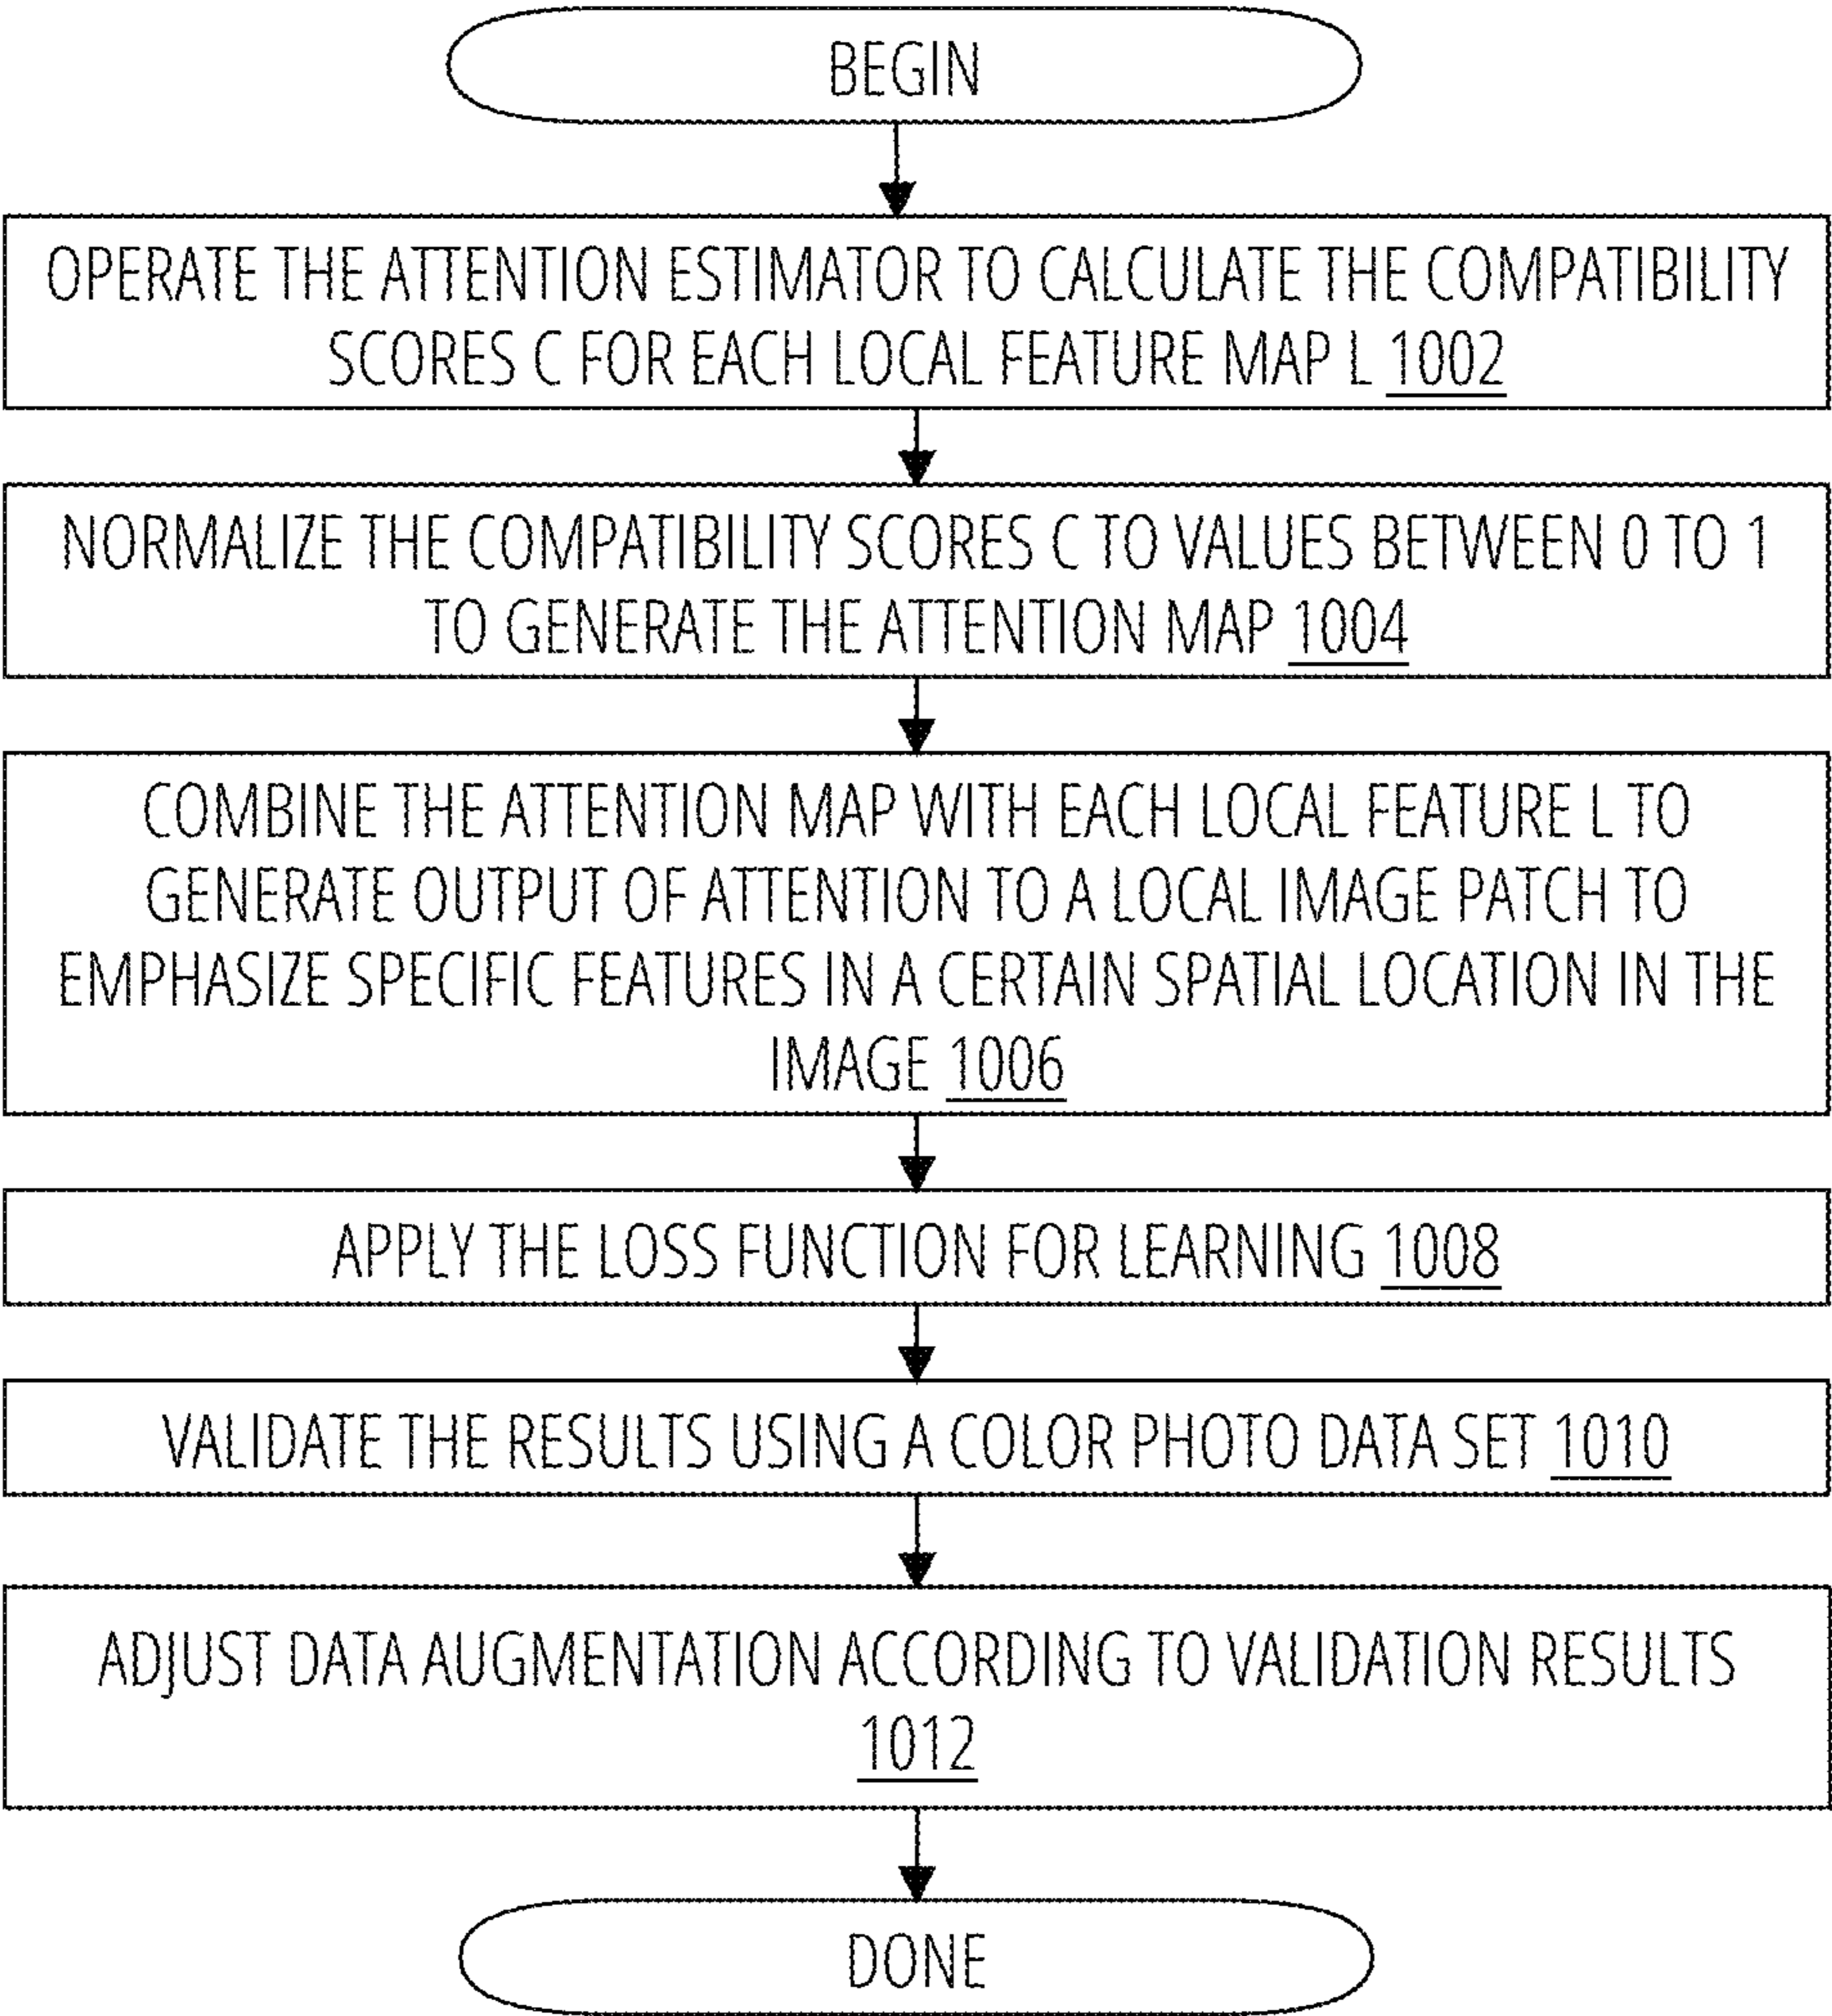 BEGIN
OPERATE THE ATTENTION ESTIMATOR TO CALCULATE THE COMPATIBILITY
SCORES C FOR EACH LOCAL FEATURE MAP L 1002
NORMALIZE THE COMPATIBILITY SCORES C TO VALUES BETWEEN 0 TO 1
TO GENERATE THE ATTENTION MAP 1004
COMBINE THE ATTENTION MAP WITH EACH LOCAL FEATURE L TO
GENERATE OUTPUT OF ATTENTION TO A LOCAL IMAGE PATCH TO
EMPHASIZE SPECIFIC FEATURES IN A CERTAIN SPATIAL LOCATION IN THE
IMAGE 1006
APPLY THE LOSS FUNCTION FOR LEARNING 1008
VALIDATE THE RESULTS USING A COLOR PHOTO DATA SET 1010
ADJUST DATA AUGMENTATION ACCORDING TO VALIDATION RESULTS
1012
DONE